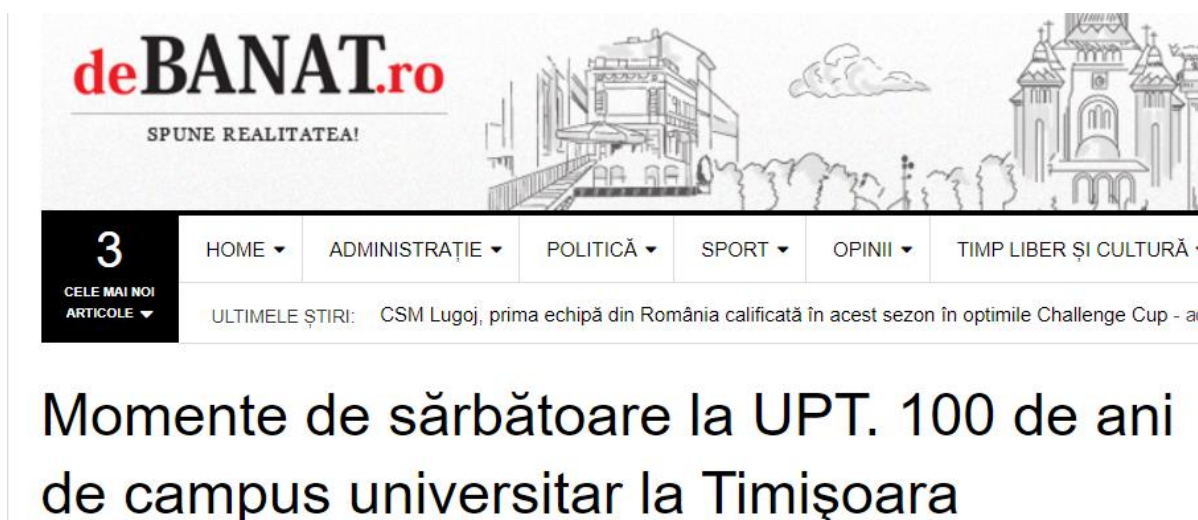 deBANAT.ro
SPUNE REALITATEA!
3
CELE MAI NOI
ARTICOLE
HOME ADMINISTRAȚIE POLITICĂ SPORT OPINII TIMP LIBER ȘI CULTURĂ
ULTIMELE ȘTIRI: CSM Lugoj, prima echipă din România calificată în acest sezon în optimile Challenge Cup -
Momente de sărbătoare la UPT. 100 de ani
de campus universitar la Timişoara